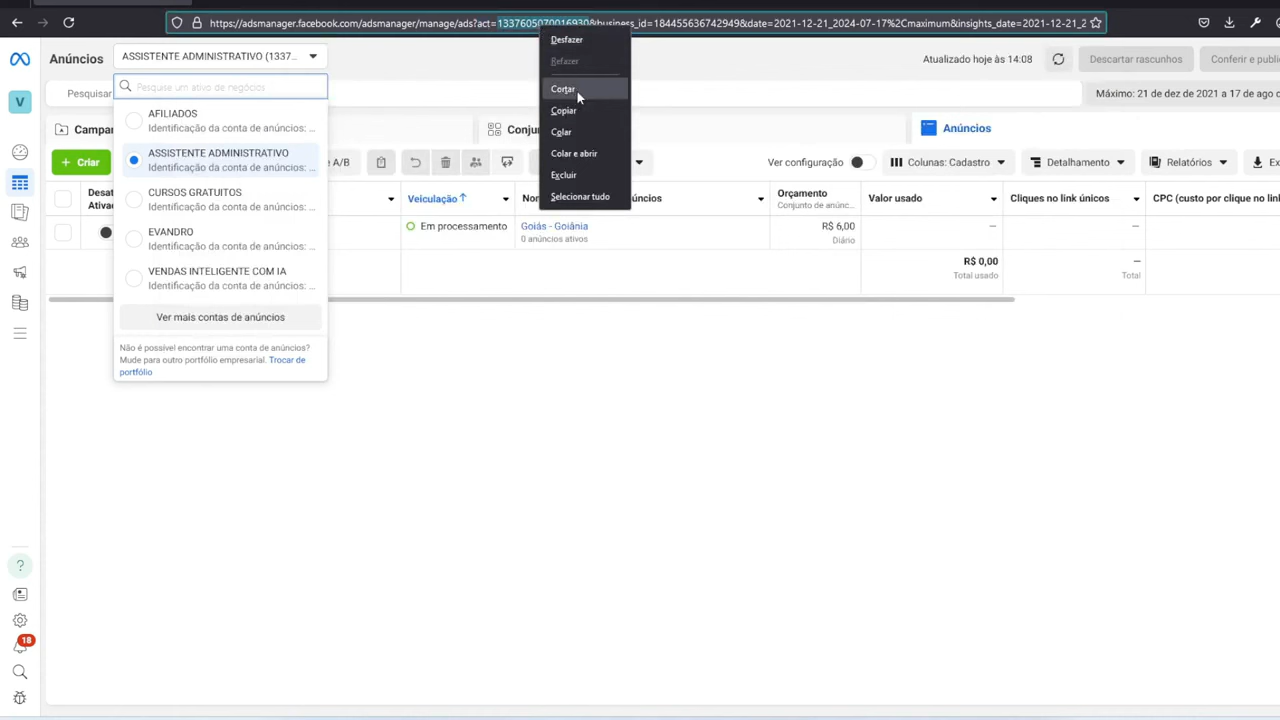 https://adsmanager.facebook.com/adsmanager/manage/ads?act=1337605070016930&business_id=184455636742949&date=2021-12-21_2024-07-17%2Cmaximum&insights_date=2021-12-21_2
Anúncios
ASSISTENTE ADMINISTRATIVO (1337...
Atualizado hoje às 14:08
Descartar rascunhos
Conferir e public
Pesquise um ativo de negócios
Pesquisar
Máximo: 21 de dez de 2021 a 17 de ago d
V
AFILIADOS
Identificação da conta de anúncios: ...
ASSISTENTE ADMINISTRATIVO
Identificação da conta de anúncios: ...
CURSOS GRATUITOS
Identificação da conta de anúncios: ...
EVANDRO
Identificação da conta de anúncios: ...
VENDAS INTELIGENTE COM IA
Identificação da conta de anúncios: ...
Ver mais contas de anúncios
Não é possível encontrar uma conta de anúncios?
Mude para outro portfólio empresarial. Trocar de
portfólio
Desfazer
Refazer
Cortar
Copiar
Colar
Colar e abrir
Excluir
Selecionar tudo
Campan
Conjun
Anúncios
+ Criar
A/B
Ver configuração
Colunas: Cadastro
Detalhamento
Relatórios
Ex
Desat
Ativad
Veiculação ↑
Nom
úncios
Orçamento
Conjunto de anúnc...
Valor usado
Cliques no link únicos
CPC (custo por clique no lin
Em processamento
Goiás - Goiânia
0 anúncios ativos
R$ 6,00
Diário
—
—
R$ 0,00
Total usado
—
Total
?
18